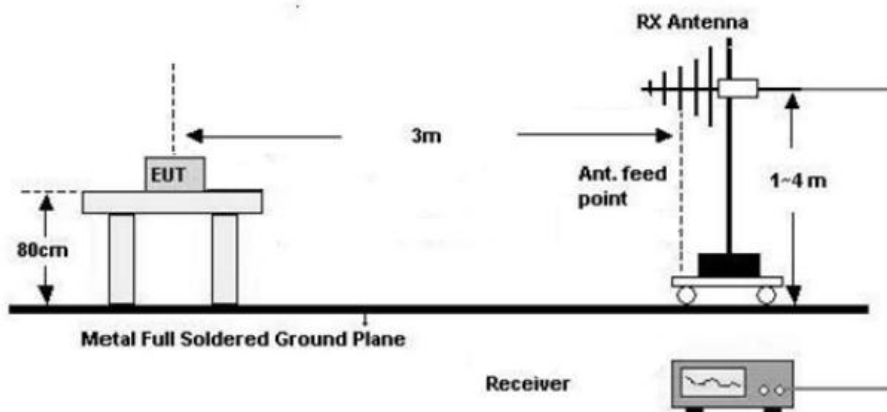 RX Antenna
3m
EUT
Ant. feed
point
1~4 m
80cm
Metal Full Soldered Ground Plane
Receiver